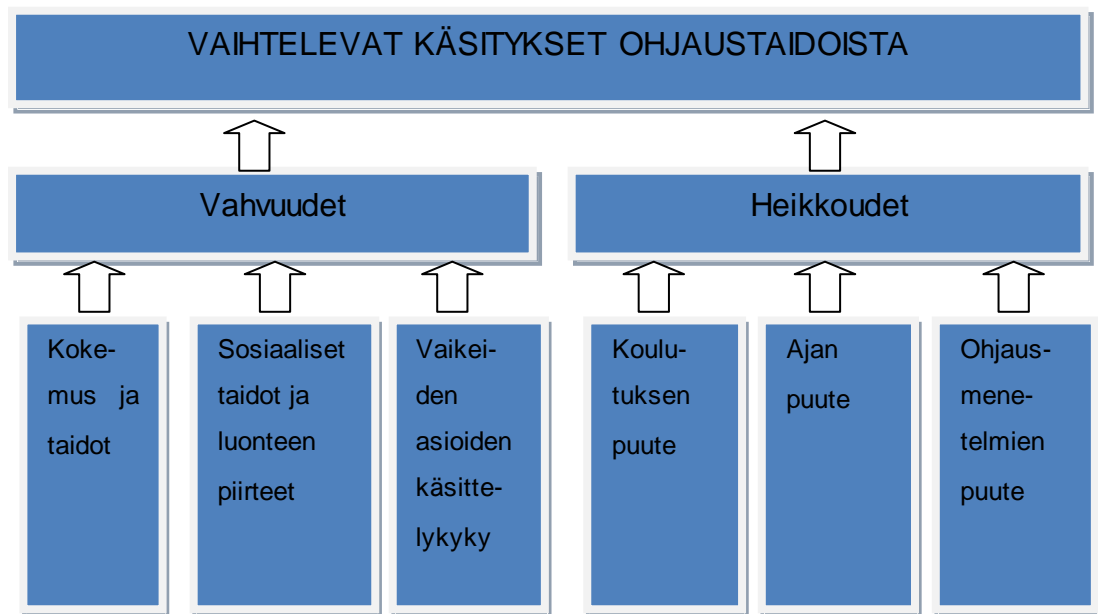 VAIHTELEVAT KÄSITYKSET OHJAUSTAIDOISTA
Vahvuudet
Heikkoudet
Koke-
mus ja
taidot
Sosiaaliset
taidot ja
luonteen
piirteet
Vaikei-
den
asioiden
käsitte-
lykyky
Koulu-
tuksen
puute
Ajan
puute
Ohjaus-
mene-
telmien
puute